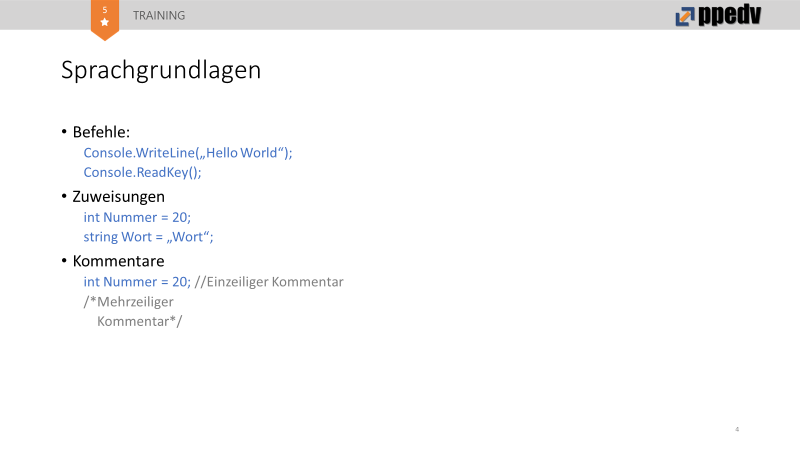 5
TRAINING
ppedv
Sprachgrundlagen
• Befehle:
Console.WriteLine(„Hello World“);
Console.ReadKey();
• Zuweisungen
int Nummer = 20;
string Wort = „Wort“;
• Kommentare
int Nummer = 20; //Einzeiliger Kommentar
/*Mehrzeiliger
Kommentar*/
4